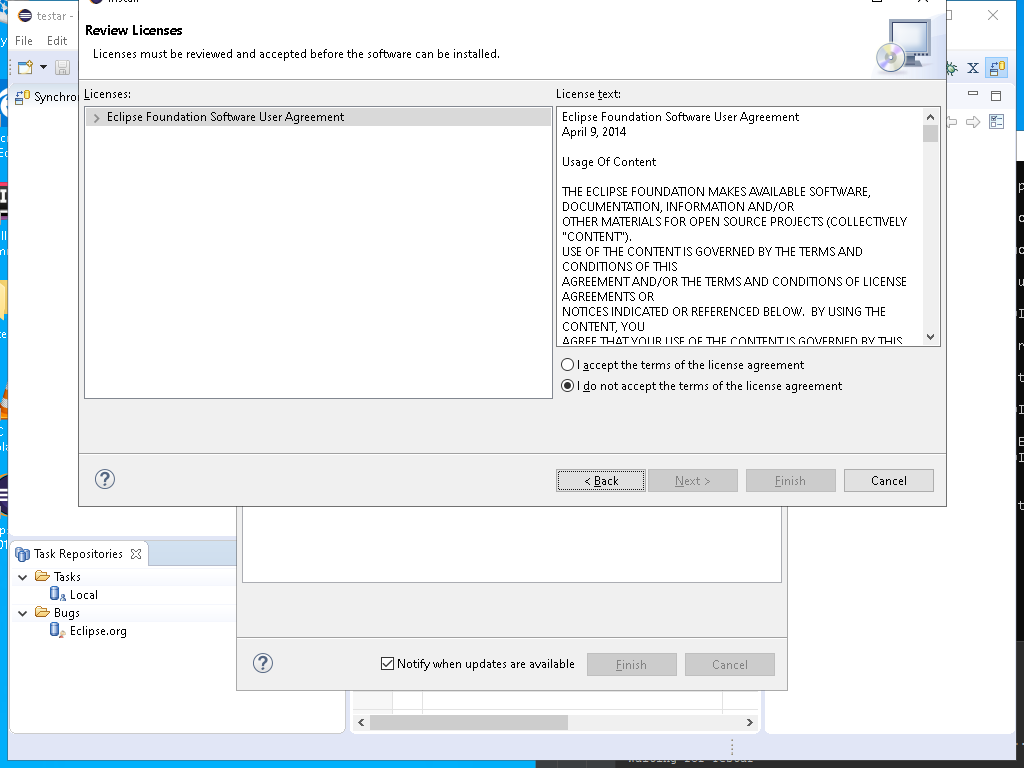 testar -
Install
File Edit
Review Licenses
Licenses must be reviewed and accepted before the software can be installed.
X
Synchro
Licenses:
Eclipse Foundation Software User Agreement
License text:
Eclipse Foundation Software User Agreement
April 9, 2014
Usage Of Content
THE ECLIPSE FOUNDATION MAKES AVAILABLE SOFTWARE,
DOCUMENTATION, INFORMATION AND/OR
OTHER MATERIALS FOR OPEN SOURCE PROJECTS (COLLECTIVELY
"CONTENT").
USE OF THE CONTENT IS GOVERNED BY THE TERMS AND
CONDITIONS OF THIS
AGREEMENT AND/OR THE TERMS AND CONDITIONS OF LICENSE
AGREEMENTS OR
NOTICES INDICATED OR REFERENCED BELOW.  BY USING THE
CONTENT, YOU
AGREE THAT YOUR USE OF THE CONTENT IS GOVERNED BY THIS
I accept the terms of the license agreement
I do not accept the terms of the license agreement
?
< Back
Next >
Finish
Cancel
Task Repositories
Tasks
Local
Bugs
Eclipse.org
?
Notify when updates are available
Finish
Cancel
waiting for testar